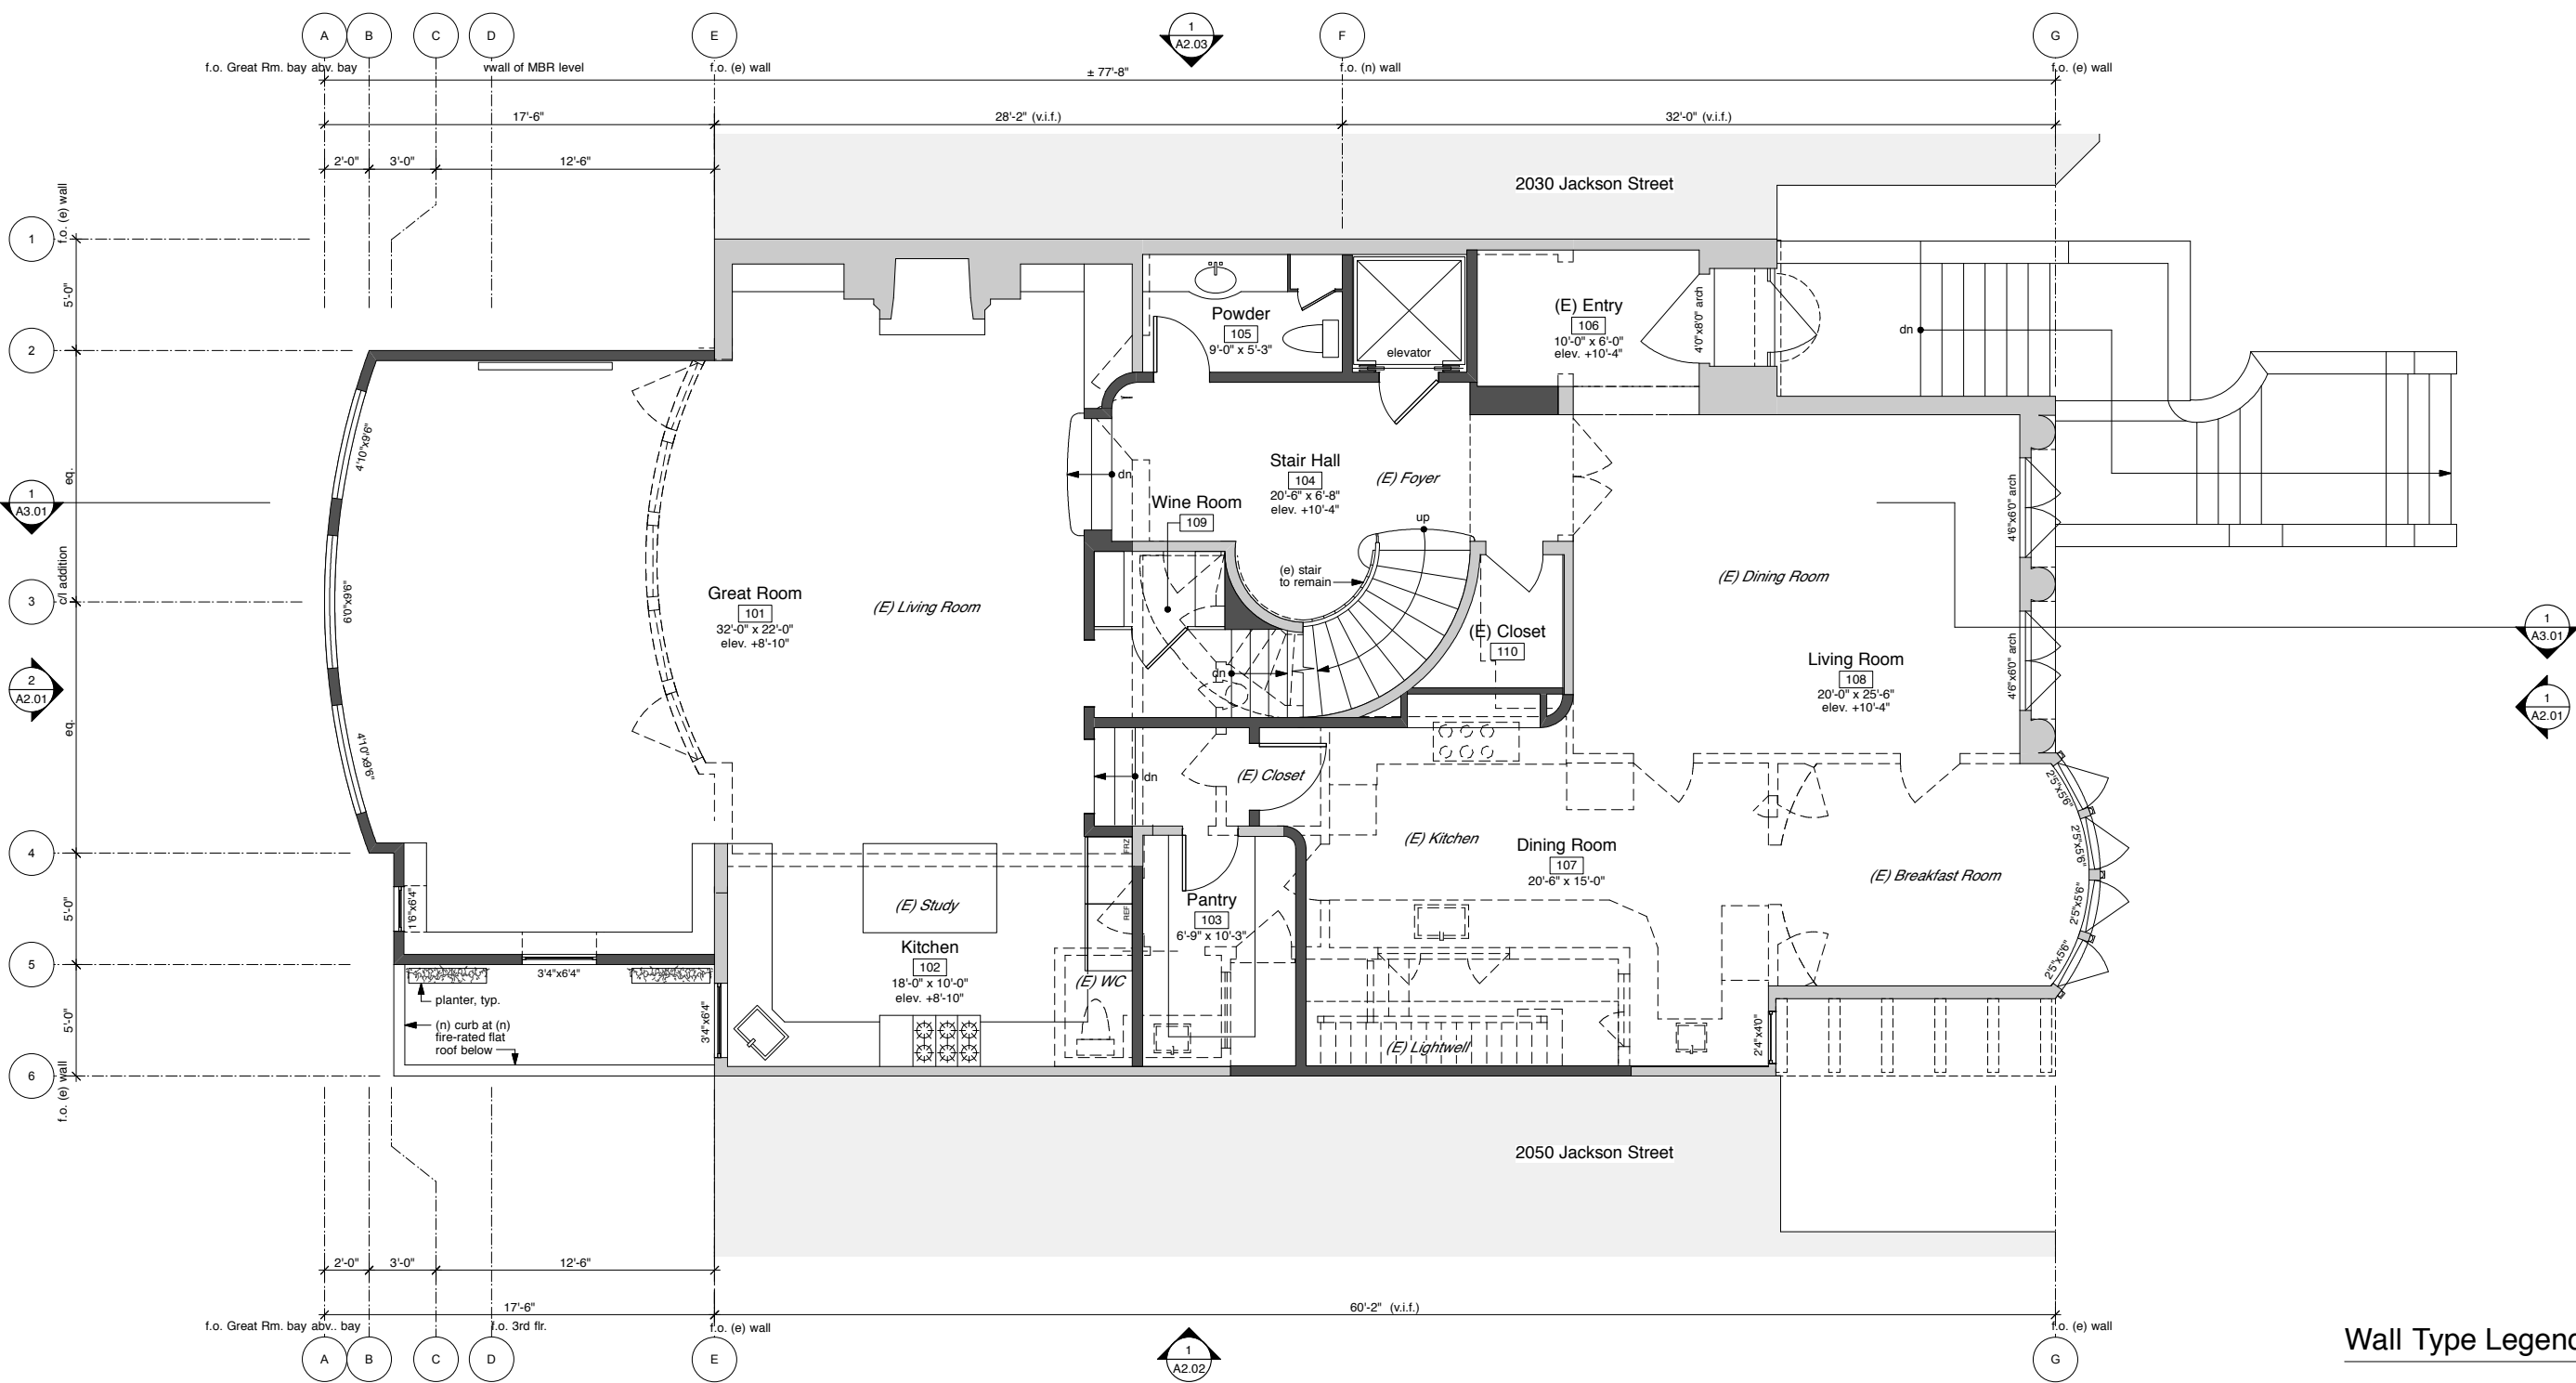 A B C D E 1 A2.03 F G
f.o. Great Rm. bay abv. bay
wall of MBR level
f.o. (e) wall
f.o. (n) wall
f.o. (e) wall
± 77'-8"
17'-6" 28'-2" (v.i.f.) 32'-0" (v.i.f.)
2'-0" 3'-0" 12'-6"
2030 Jackson Street
f.o. (e) wall
1
5'-0"
2
eq.
1
A3.01
c/l addition
3
2
A2.01
eq.
4
5'-0"
5
5'-0"
6
f.o. (e) wall
4'10"x9'6"
6'0"x9'6"
4'10"x9'6"
1'6"x6'4"
3'4"x6'4"
3'4"x6'4"
planter, typ.
(n) curb at (n)
fire-rated flat
roof below
Great Room
101
32'-0" x 22'-0"
elev. +8'-10"
(E) Living Room
(E) Study
Kitchen
102
18'-0" x 10'-0"
elev. +8'-10"
(E) WC
FRZ
REF
Powder
105
9'-0" x 5'-3"
elevator
(E) Entry
106
10'-0" x 6'-0"
elev. +10'-4"
4'0"x8'0" arch
dn
dn
Stair Hall
104
20'-6" x 6'-8"
elev. +10'-4"
(E) Foyer
Wine Room
109
up
(e) stair
to remain
dn
(E) Closet
110
dn
(E) Closet
Pantry
103
6'-9" x 10'-3"
(E) Kitchen
Dining Room
107
20'-6" x 15'-0"
(E) Lightwell
2'4"x4'0"
(E) Dining Room
4'6"x6'0" arch
4'6"x6'0" arch
Living Room
108
20'-0" x 25'-6"
elev. +10'-4"
(E) Breakfast Room
2'5"x5'6"
2'5"x5'6"
2'5"x5'6"
2'5"x5'6"
1
A3.01
1
A2.01
2050 Jackson Street
2'-0" 3'-0" 12'-6"
17'-6" 60'-2" (v.i.f.)
f.o. Great Rm. bay abv.. bay
f.o. 3rd flr.
f.o. (e) wall
f.o. (e) wall
A B C D E 1 A2.02 G
Wall Type Legend